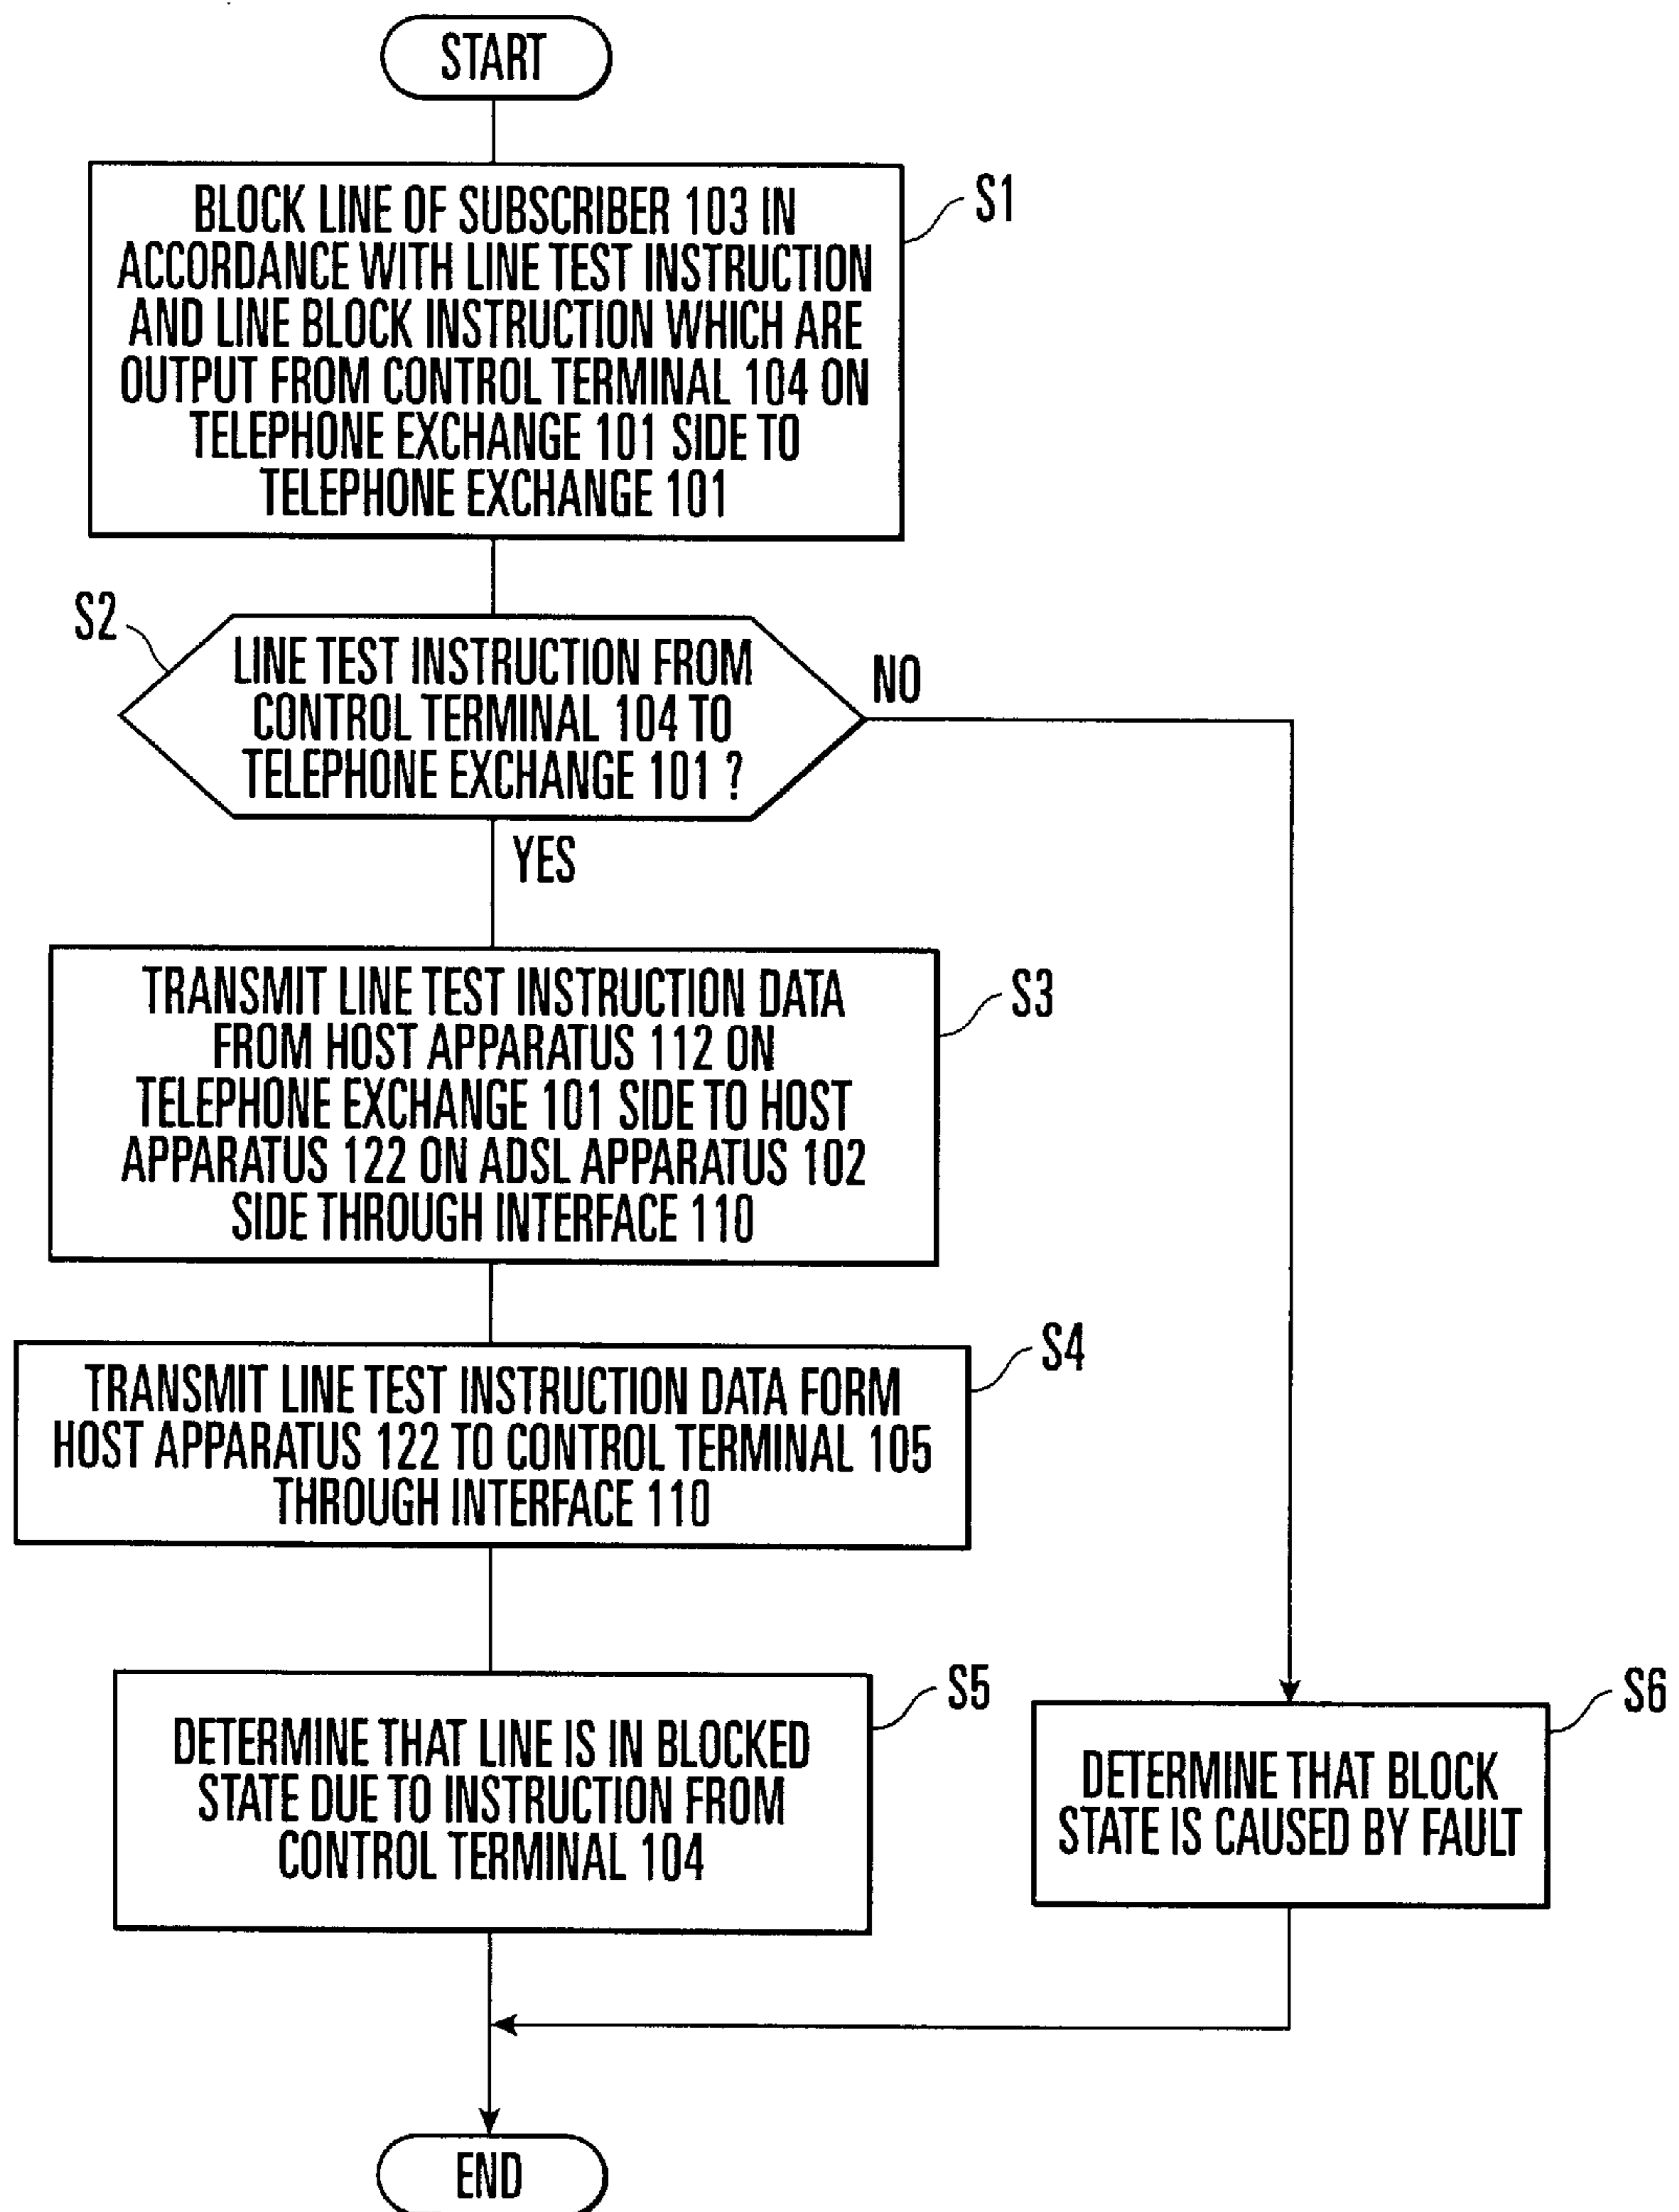 START
BLOCK LINE OF SUBSCRIBER 103 IN
ACCORDANCE WITH LINE TEST INSTRUCTION
AND LINE BLOCK INSTRUCTION WHICH ARE
OUTPUT FROM CONTROL TERMINAL 104 ON
TELEPHONE EXCHANGE 101 SIDE TO
TELEPHONE EXCHANGE 101
S1
S2
LINE TEST INSTRUCTION FROM
CONTROL TERMINAL 104 TO
TELEPHONE EXCHANGE 101 ?
NO
YES
TRANSMIT LINE TEST INSTRUCTION DATA
FROM HOST APPARATUS 112 ON
TELEPHONE EXCHANGE 101 SIDE TO HOST
APPARATUS 122 ON ADSL APPARATUS 102
SIDE THROUGH INTERFACE 110
S3
TRANSMIT LINE TEST INSTRUCTION DATA FORM
HOST APPARATUS 122 TO CONTROL TERMINAL 105
THROUGH INTERFACE 110
S4
DETERMINE THAT LINE IS IN BLOCKED
STATE DUE TO INSTRUCTION FROM
CONTROL TERMINAL 104
S5
DETERMINE THAT BLOCK
STATE IS CAUSED BY FAULT
S6
END